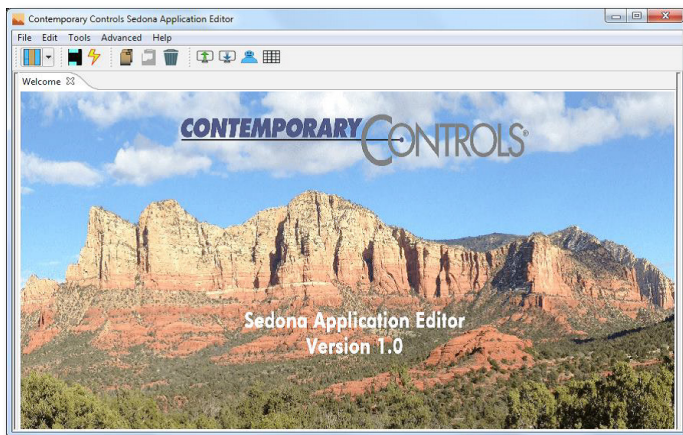 Contemporary Controls Sedona Application Editor
File Edit Tools Advanced Help
Welcome
CONTEMPORARY CONTROLS®
Sedona Application Editor
Version 1.0